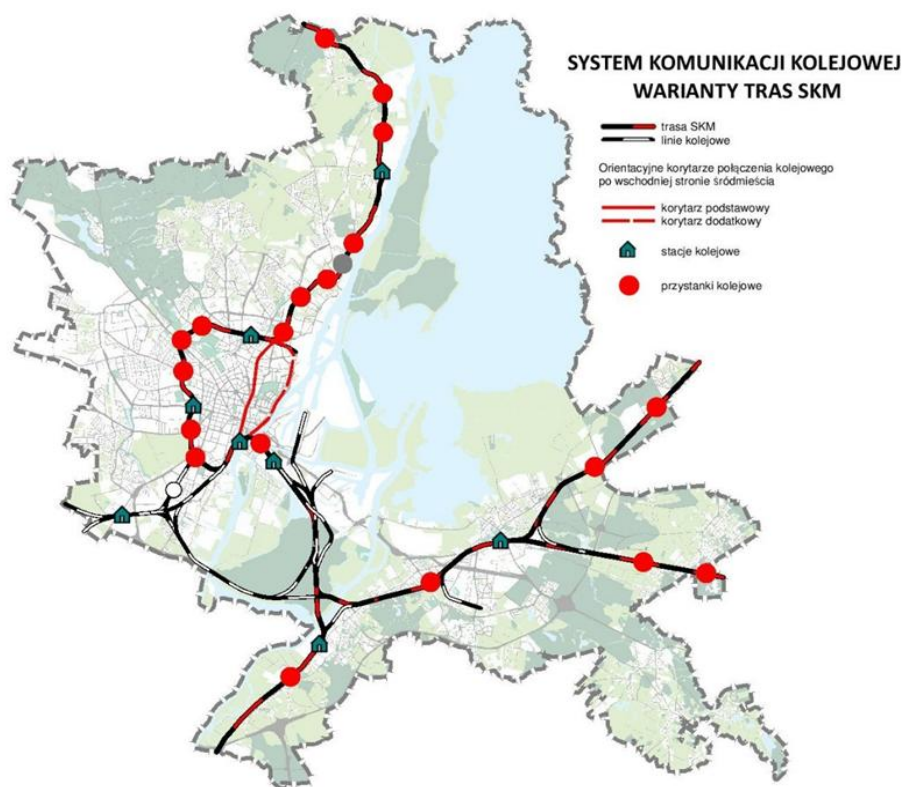 SYSTEM KOMUNIKACJI KOLEJOWEJ
WARIANTY TRAS SKM
trasa SKM
linie kolejowe
Orientacyjne korytarze połączenia kolejowego
po wschodniej stronie śródmieścia
korytarz podstawowy
korytarz dodatkowy
stacje kolejowe
przystanki kolejowe